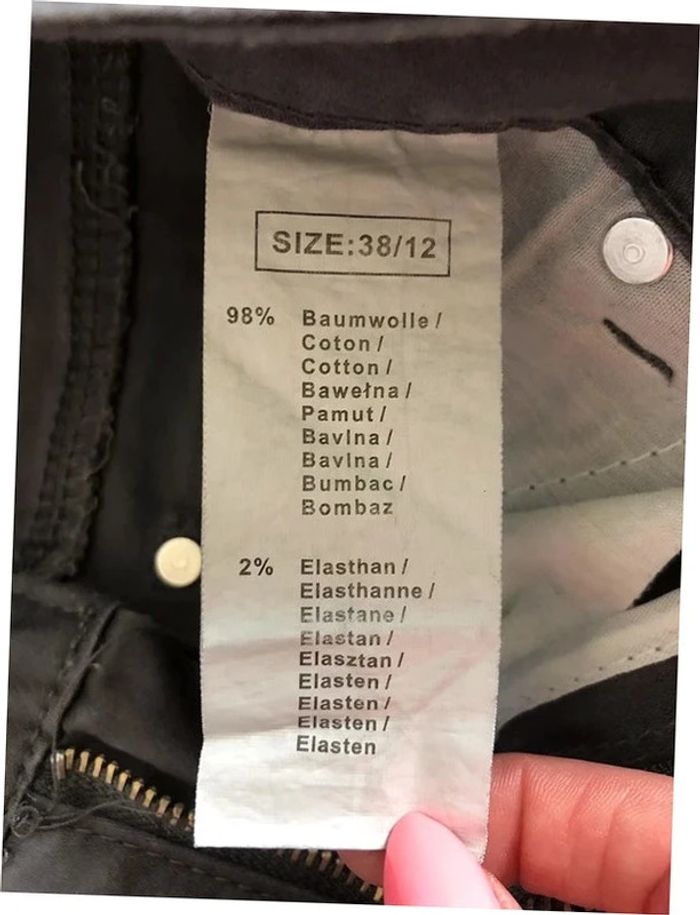 SIZE:38/12
98% Baumwolle /
Coton /
Cotton /
Bawełna /
Pamut /
Bavlna /
Bavlna /
Bumbac /
Bombaz
2% Elasthan /
Elasthanne /
Elastane /
Elastan /
Elasztan /
Elasten /
Elasten /
Elasten /
Elasten